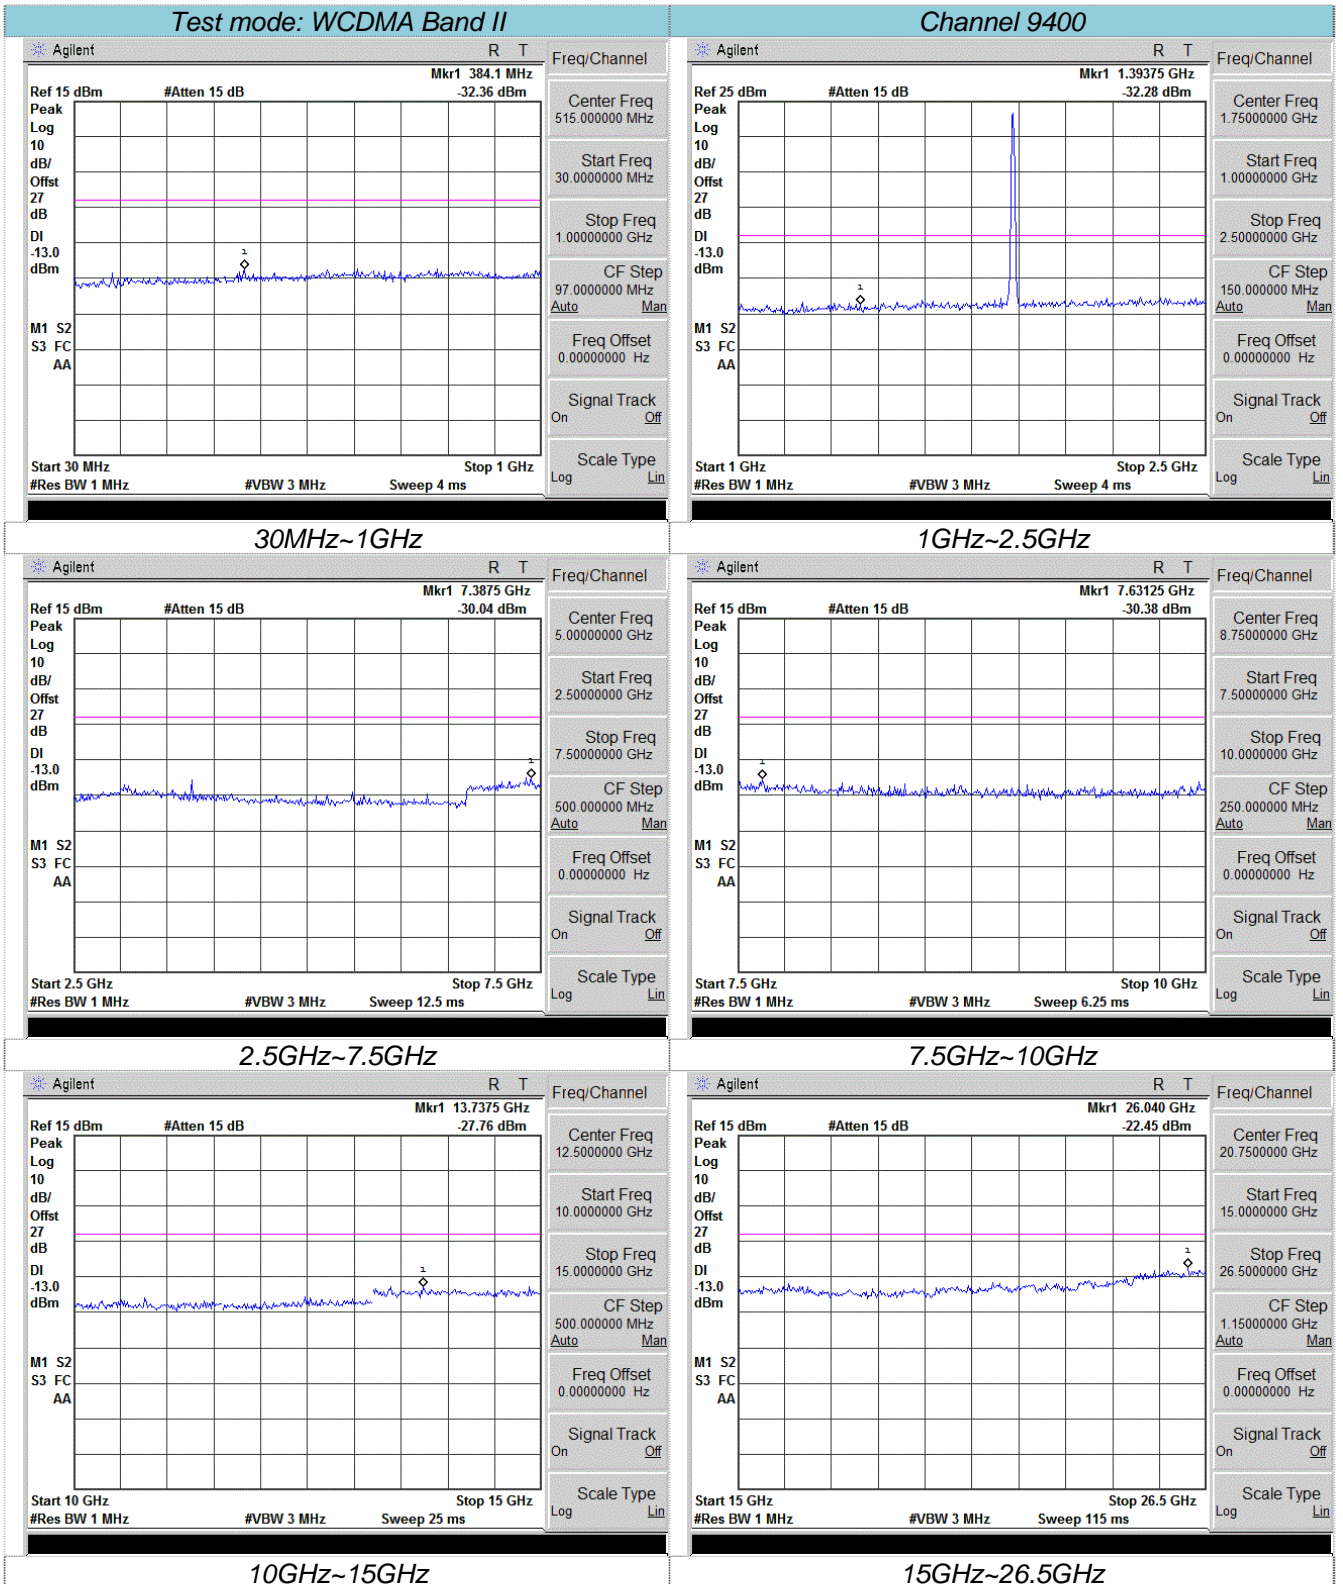 Test mode: WCDMA Band II
Channel 9400
Agilent
R T
Freq/Channel
Mkr1 384.1 MHz
Ref 15 dBm #Atten 15 dB -32.36 dBm
Peak
Log
10
dB/
Offst
27
dB
DI
-13.0
dBm
M1 S2
S3 FC
AA
1
Start 30 MHz Stop 1 GHz
#Res BW 1 MHz #VBW 3 MHz Sweep 4 ms
Center Freq
515.000000 MHz
Start Freq
30.0000000 MHz
Stop Freq
1.00000000 GHz
CF Step
97.0000000 MHz
Auto Man
Freq Offset
0.00000000 Hz
Signal Track
On Off
Scale Type
Log Lin
Agilent
R T
Freq/Channel
Mkr1 1.39375 GHz
Ref 25 dBm #Atten 15 dB -32.28 dBm
Peak
Log
10
dB/
Offst
27
dB
DI
-13.0
dBm
M1 S2
S3 FC
AA
1
Start 1 GHz Stop 2.5 GHz
#Res BW 1 MHz #VBW 3 MHz Sweep 4 ms
Center Freq
1.75000000 GHz
Start Freq
1.00000000 GHz
Stop Freq
2.50000000 GHz
CF Step
150.000000 MHz
Auto Man
Freq Offset
0.00000000 Hz
Signal Track
On Off
Scale Type
Log Lin
30MHz~1GHz
1GHz~2.5GHz
Agilent
R T
Freq/Channel
Mkr1 7.3875 GHz
Ref 15 dBm #Atten 15 dB -30.04 dBm
Peak
Log
10
dB/
Offst
27
dB
DI
-13.0
dBm
M1 S2
S3 FC
AA
1
Start 2.5 GHz Stop 7.5 GHz
#Res BW 1 MHz #VBW 3 MHz Sweep 12.5 ms
Center Freq
5.00000000 GHz
Start Freq
2.50000000 GHz
Stop Freq
7.50000000 GHz
CF Step
500.000000 MHz
Auto Man
Freq Offset
0.00000000 Hz
Signal Track
On Off
Scale Type
Log Lin
Agilent
R T
Freq/Channel
Mkr1 7.63125 GHz
Ref 15 dBm #Atten 15 dB -30.38 dBm
Peak
Log
10
dB/
Offst
27
dB
DI
-13.0
dBm
M1 S2
S3 FC
AA
1
Start 7.5 GHz Stop 10 GHz
#Res BW 1 MHz #VBW 3 MHz Sweep 6.25 ms
Center Freq
8.75000000 GHz
Start Freq
7.50000000 GHz
Stop Freq
10.0000000 GHz
CF Step
250.000000 MHz
Auto Man
Freq Offset
0.00000000 Hz
Signal Track
On Off
Scale Type
Log Lin
2.5GHz~7.5GHz
7.5GHz~10GHz
Agilent
R T
Freq/Channel
Mkr1 13.7375 GHz
Ref 15 dBm #Atten 15 dB -27.76 dBm
Peak
Log
10
dB/
Offst
27
dB
DI
-13.0
dBm
M1 S2
S3 FC
AA
1
Start 10 GHz Stop 15 GHz
#Res BW 1 MHz #VBW 3 MHz Sweep 25 ms
Center Freq
12.5000000 GHz
Start Freq
10.0000000 GHz
Stop Freq
15.0000000 GHz
CF Step
500.000000 MHz
Auto Man
Freq Offset
0.00000000 Hz
Signal Track
On Off
Scale Type
Log Lin
Agilent
R T
Freq/Channel
Mkr1 26.040 GHz
Ref 15 dBm #Atten 15 dB -22.45 dBm
Peak
Log
10
dB/
Offst
27
dB
DI
-13.0
dBm
M1 S2
S3 FC
AA
1
Start 15 GHz Stop 26.5 GHz
#Res BW 1 MHz #VBW 3 MHz Sweep 115 ms
Center Freq
20.7500000 GHz
Start Freq
15.0000000 GHz
Stop Freq
26.5000000 GHz
CF Step
1.15000000 GHz
Auto Man
Freq Offset
0.00000000 Hz
Signal Track
On Off
Scale Type
Log Lin
10GHz~15GHz
15GHz~26.5GHz